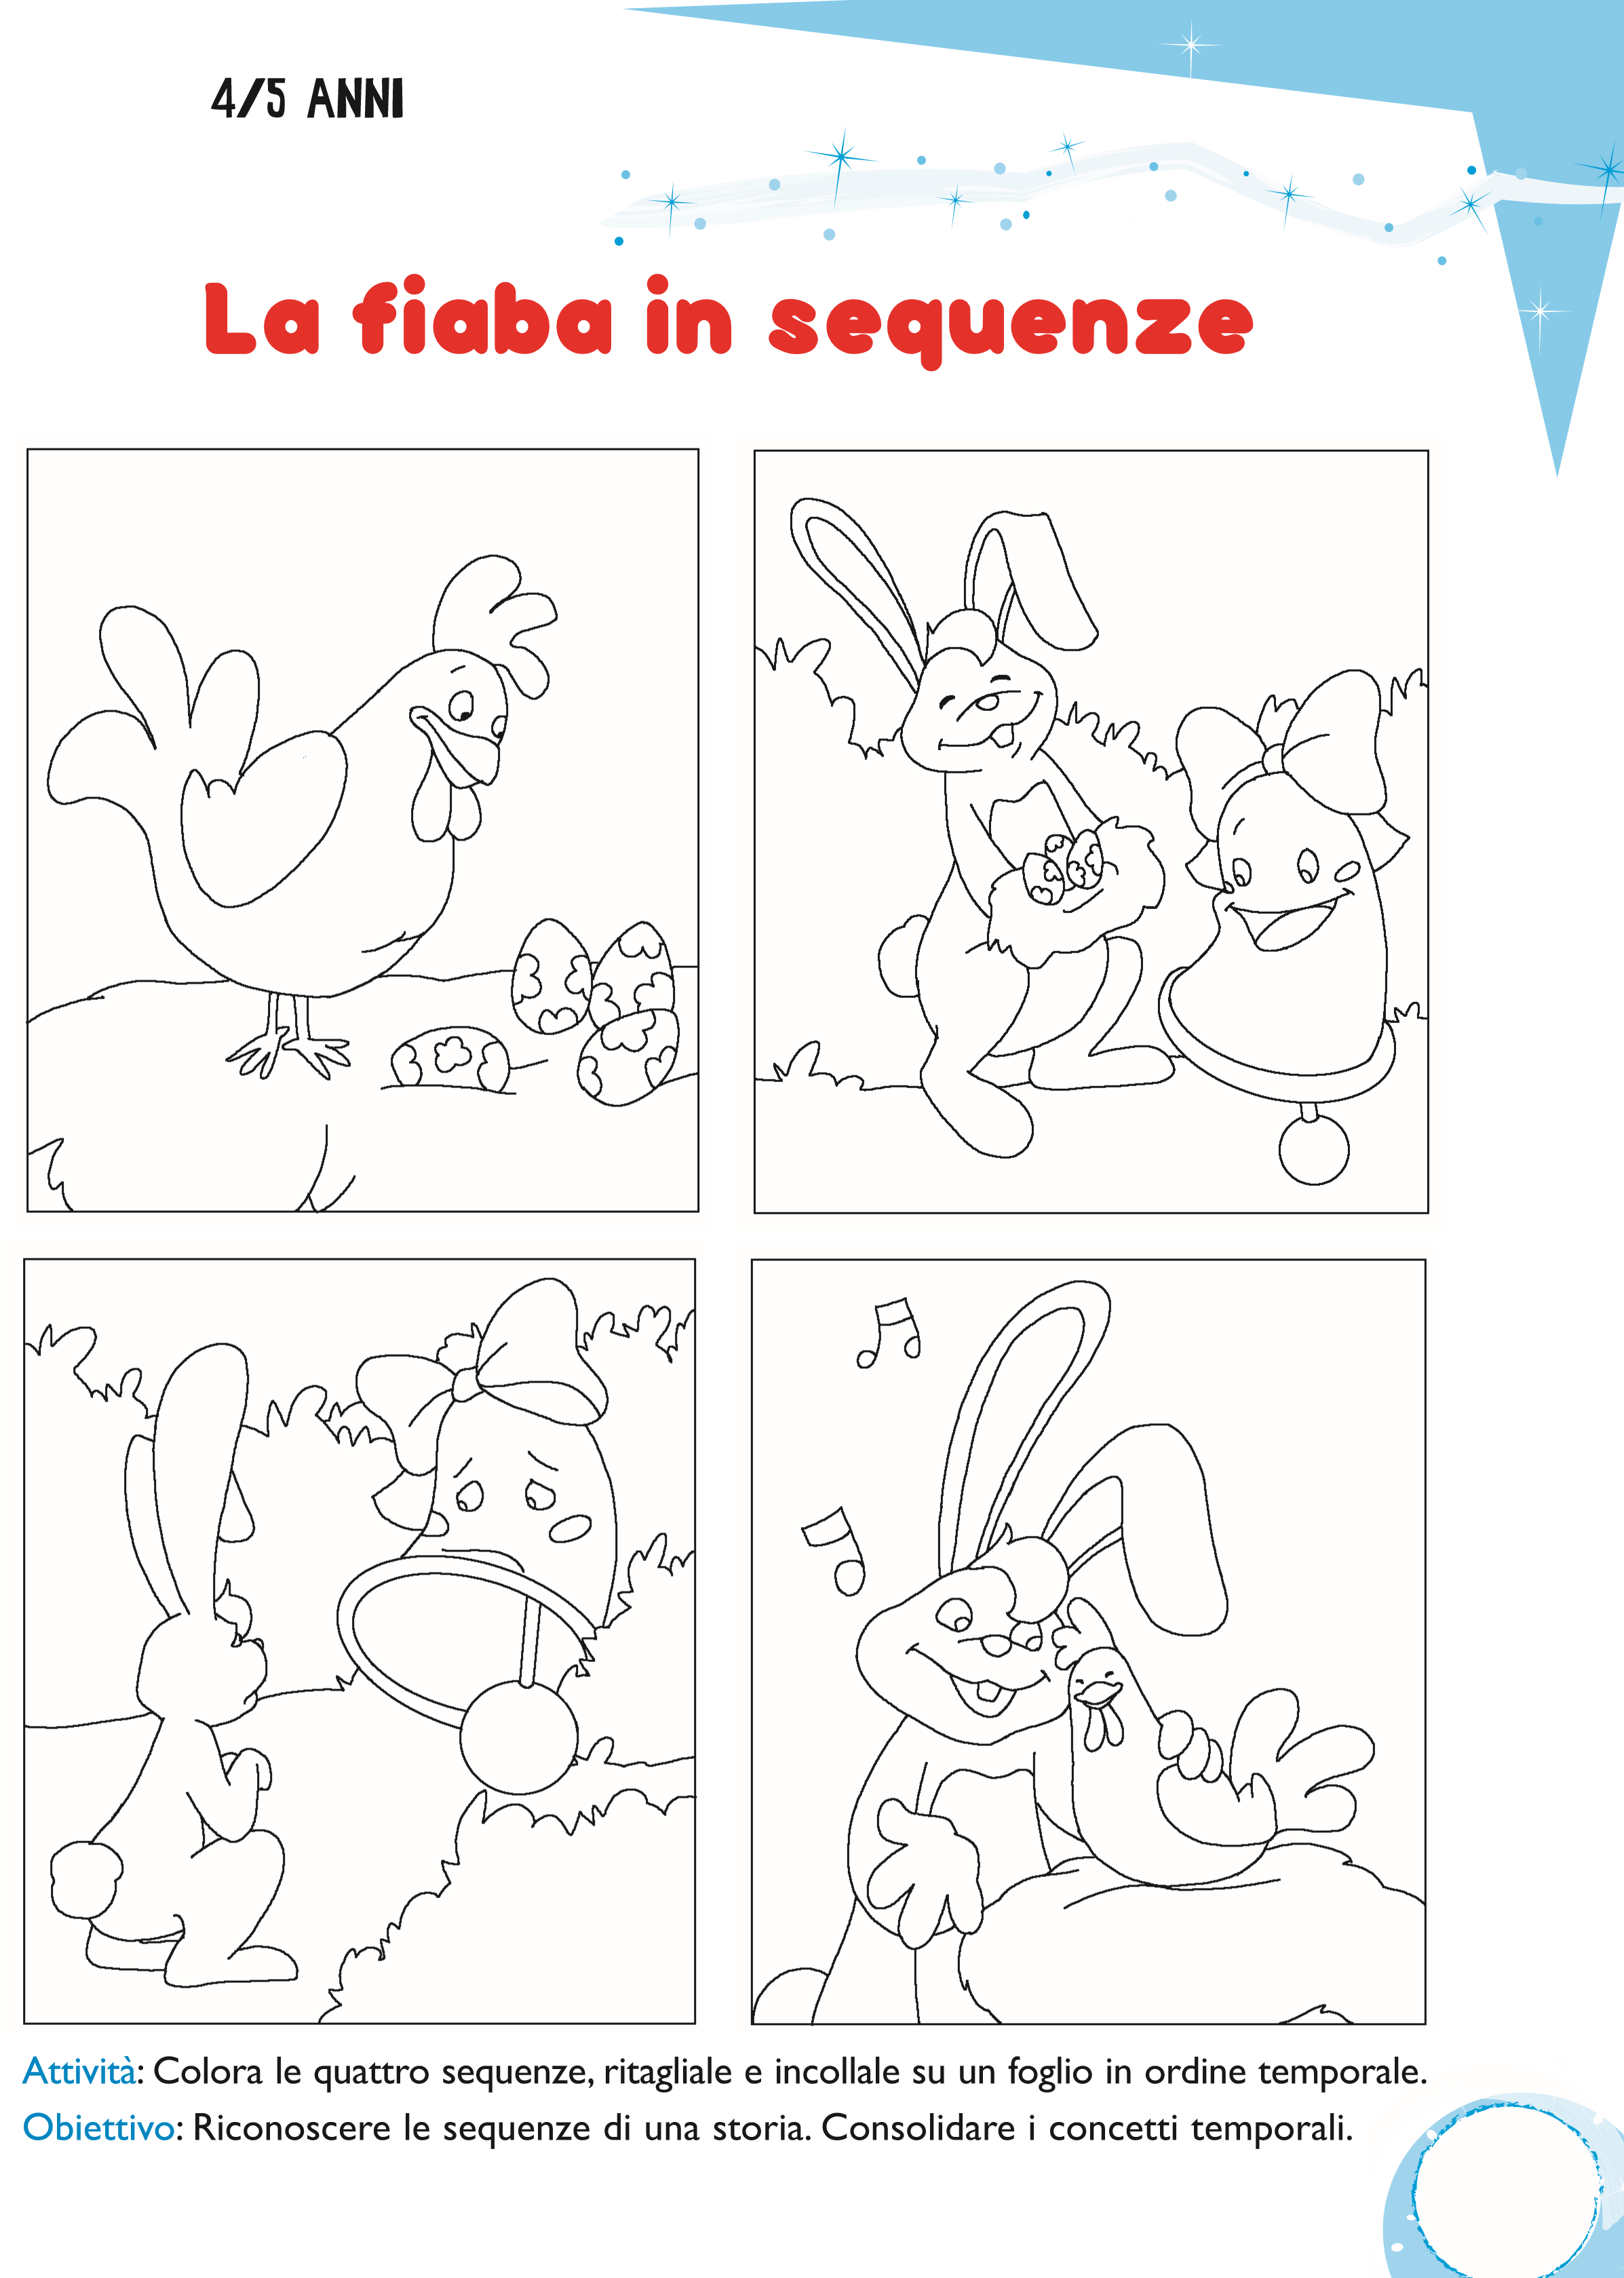 4/5 ANNI
La fiaba in sequenze
Attività: Colora le quattro sequenze, ritagliale e incollale su un foglio in ordine temporale.
Obiettivo: Riconoscere le sequenze di una storia. Consolidare i concetti temporali.